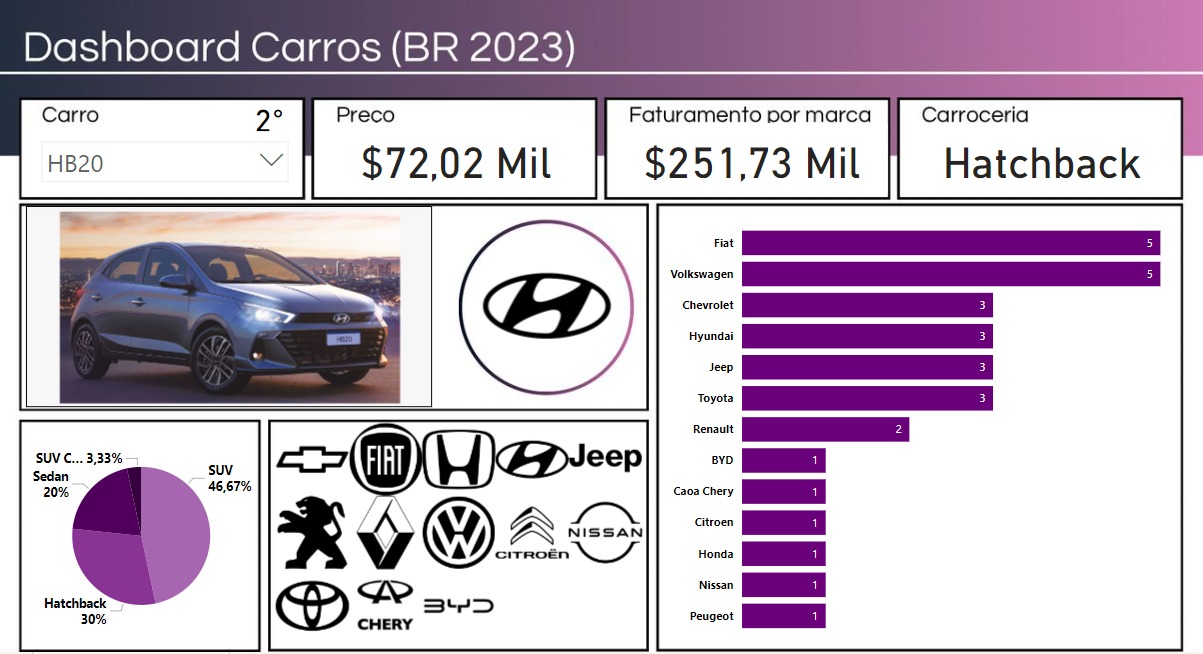 Dashboard Carros (BR 2023)
Carro
2°
HB20
Preço
$72,02 Mil
Faturamento por marca
$251,73 Mil
Carroceria
Hatchback
HB20
SUV C... 3,33%
Sedan
20%
SUV
46,67%
Hatchback
30%
FIAT
Jeep
CITROËN
NISSAN
CHERY
BYD
Fiat 5
Volkswagen 5
Chevrolet 3
Hyundai 3
Jeep 3
Toyota 3
Renault 2
BYD 1
Caoa Chery 1
Citroen 1
Honda 1
Nissan 1
Peugeot 1